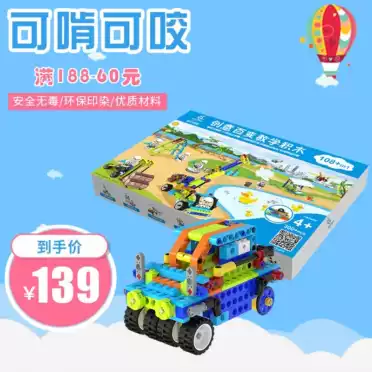 可啃可咬
满188-60元
安全无毒/环保印染/优质材料
创意百变教学积木
108+in1
4+
到手价
¥139